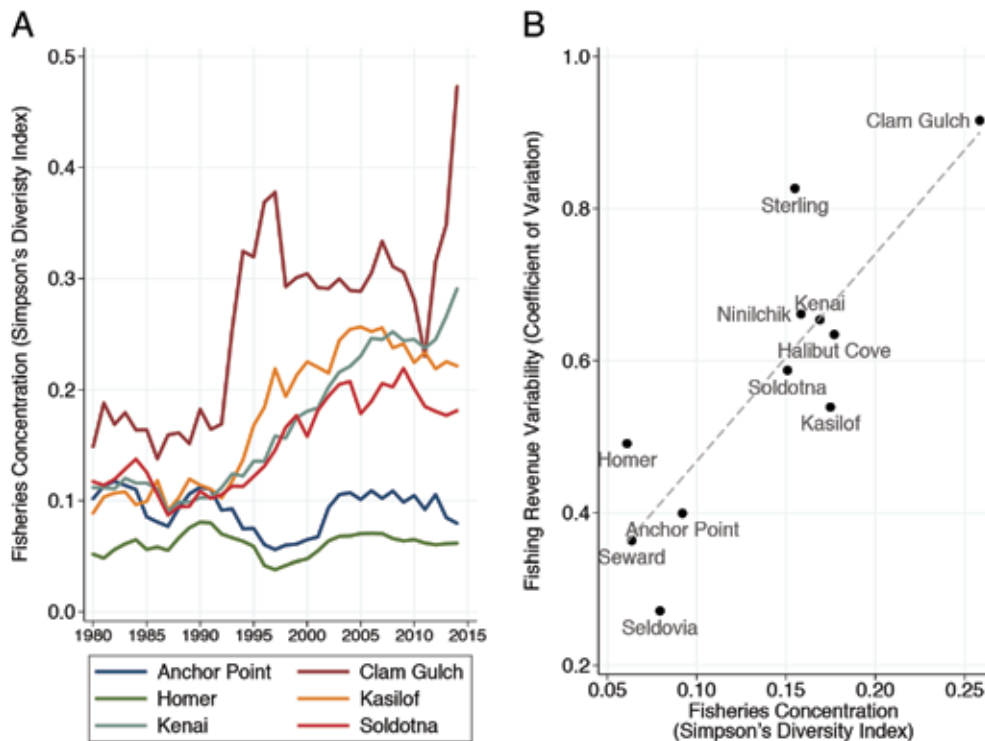 A
Fisheries Concentration (Simpson's Diveristy Index)
0.5
0.4
0.3
0.2
0.1
0.0
1980 1985 1990 1995 2000 2005 2010 2015
Anchor Point Clam Gulch
Homer Kasilof
Kenai Soldotna
B
Fishing Revenue Variability (Coefficient of Variation)
1.0
0.8
0.6
0.4
0.2
Clam Gulch
Sterling
Kenai
Ninilchik
Halibut Cove
Soldotna
Kasilof
Homer
Anchor Point
Seward
Seldovia
0.05 0.10 0.15 0.20 0.25
Fisheries Concentration
(Simpson's Diversity Index)